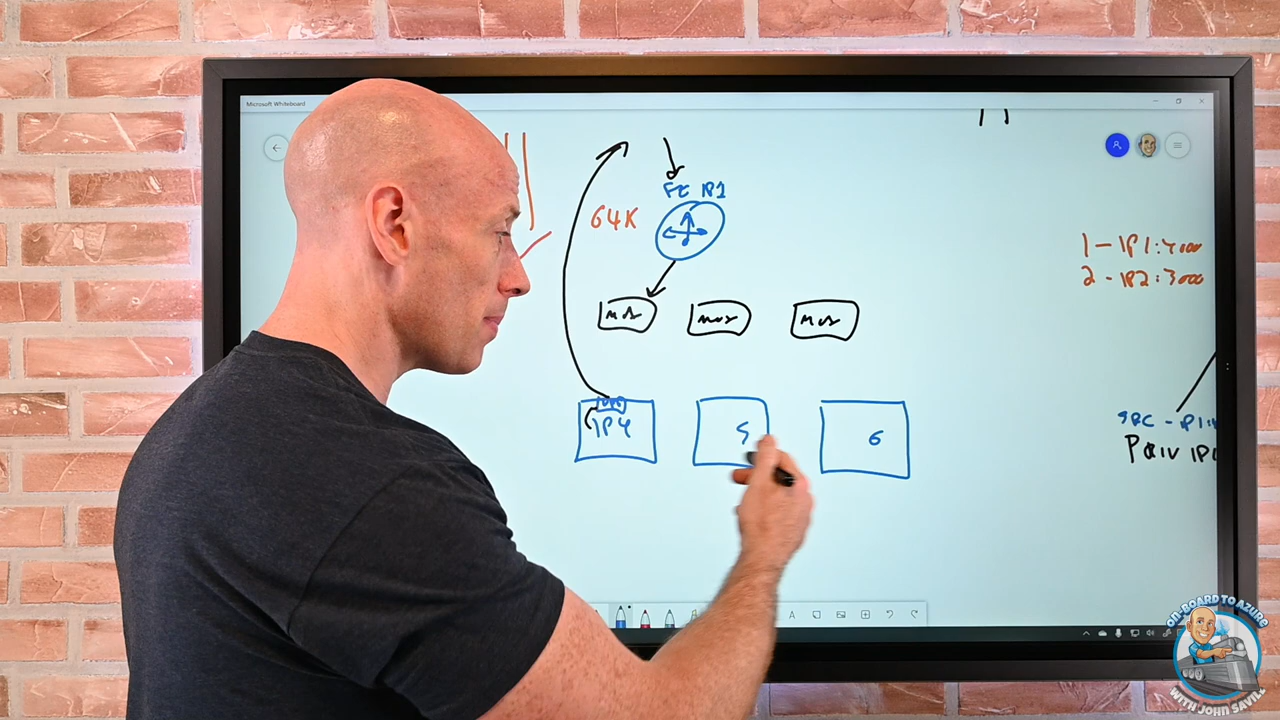 Microsoft Whiteboard
FE IP1
64K
1 - IP1:4000
2 - IP2:3000
MUX MUX MUX
IP4 5 6
SRC - IP1:
PRIV IP
A
ON-BOARD TO AZURE
WITH JOHN SAVILL